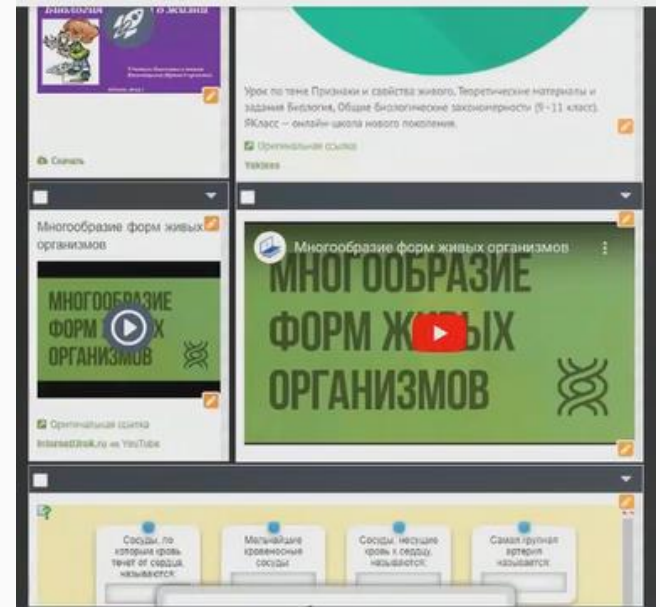 Биология
о жизни
Скачать
Урок по теме Признаки и свойства живого. Теоретические материалы и
задания Биология, Общие биологические закономерности (9–11 класс).
ЯКласс — онлайн-школа нового поколения.
Оригинальная ссылка
Yaklass
Многообразие форм живых
организмов
МНОГООБРАЗИЕ
ФОРМ Х
ОРГАНИЗМОВ
Оригинальная ссылка
InternetUrok.ru на YouTube
Многообразие форм живых организмов
МНОГООБРАЗИЕ
ФОРМ ЖИВЫХ
ОРГАНИЗМОВ
Сосуды, по
которым кровь
течет от сердца,
называются:
Мельчайшие
кровеносные
сосуды
Сосуды, несущие
кровь к сердцу,
называются:
Самая крупная
артерия
называется: